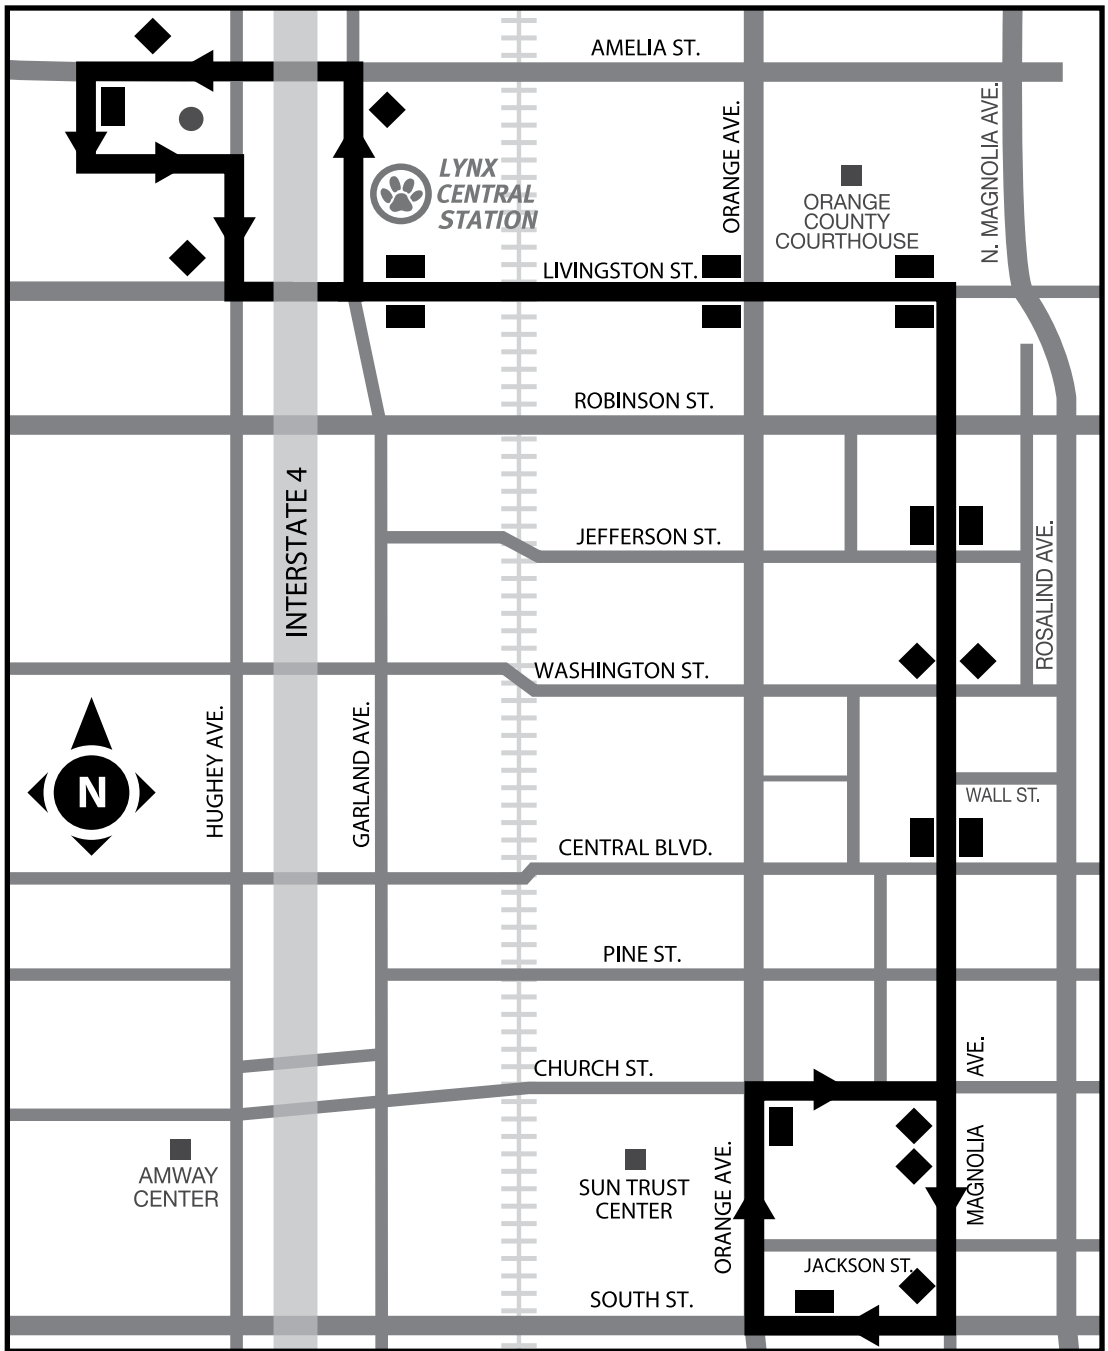 AMELIA ST.
ORANGE AVE.
N. MAGNOLIA AVE.
LYNX
CENTRAL
STATION
ORANGE
COUNTY
COURTHOUSE
LIVINGSTON ST.
ROBINSON ST.
INTERSTATE 4
JEFFERSON ST.
ROSALIND AVE.
WASHINGTON ST.
HUGHEY AVE.
GARLAND AVE.
N
WALL ST.
CENTRAL BLVD.
PINE ST.
CHURCH ST.
MAGNOLIA AVE.
AMWAY
CENTER
SUN TRUST
CENTER
ORANGE AVE.
JACKSON ST.
SOUTH ST.